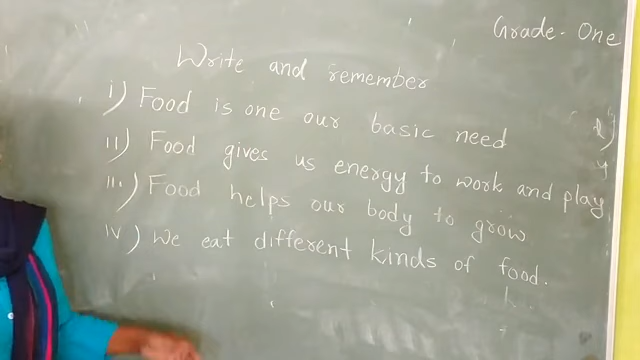 Grade- One
Write and remember
i) Food is one our basic need
ii) Food gives us energy to work and play
iii) Food helps our body to grow
iv) We eat different kinds of food.